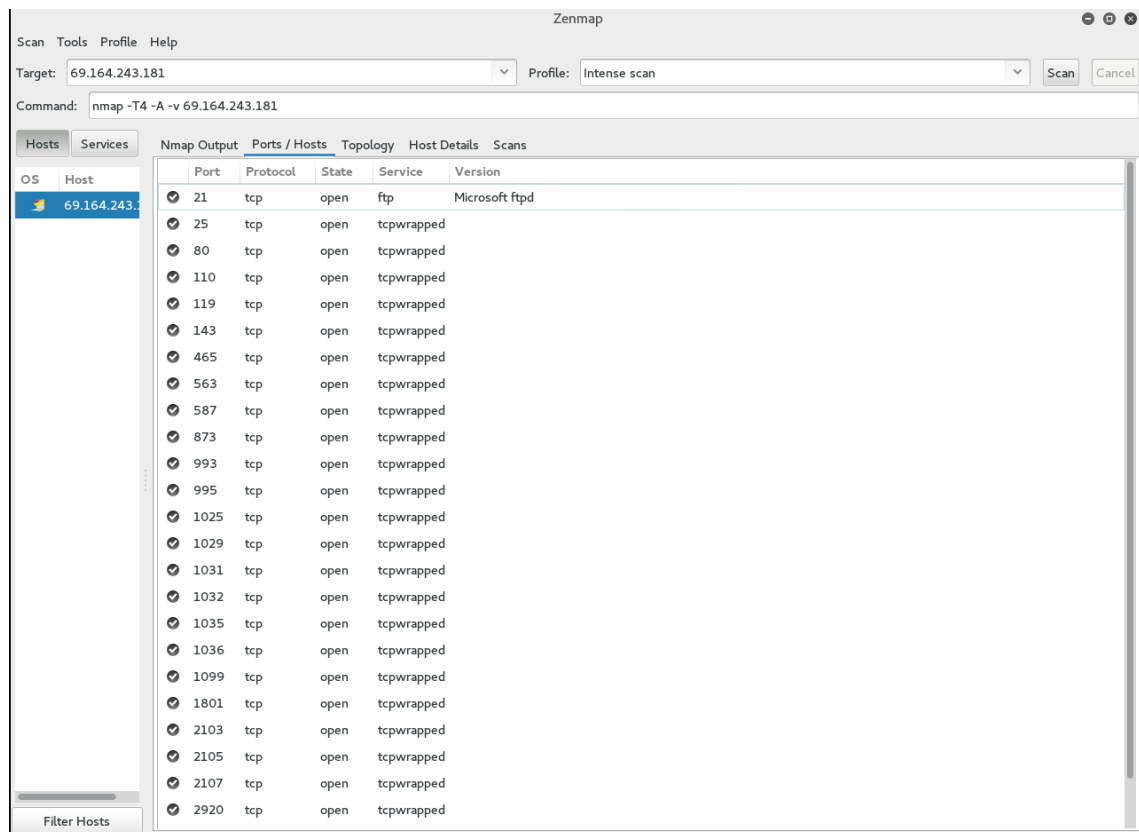 Zenmap
Scan Tools Profile Help
Target: 69.164.243.181 Profile: Intense scan Scan Cancel
Command: nmap -T4 -A -v 69.164.243.181
Hosts Services Nmap Output Ports / Hosts Topology Host Details Scans
OS Host Port Protocol State Service Version
69.164.243. 21 tcp open ftp Microsoft ftpd
25 tcp open tcpwrapped
80 tcp open tcpwrapped
110 tcp open tcpwrapped
119 tcp open tcpwrapped
143 tcp open tcpwrapped
465 tcp open tcpwrapped
563 tcp open tcpwrapped
587 tcp open tcpwrapped
873 tcp open tcpwrapped
993 tcp open tcpwrapped
995 tcp open tcpwrapped
1025 tcp open tcpwrapped
1029 tcp open tcpwrapped
1031 tcp open tcpwrapped
1032 tcp open tcpwrapped
1035 tcp open tcpwrapped
1036 tcp open tcpwrapped
1099 tcp open tcpwrapped
1801 tcp open tcpwrapped
2103 tcp open tcpwrapped
2105 tcp open tcpwrapped
2107 tcp open tcpwrapped
2920 tcp open tcpwrapped
Filter Hosts